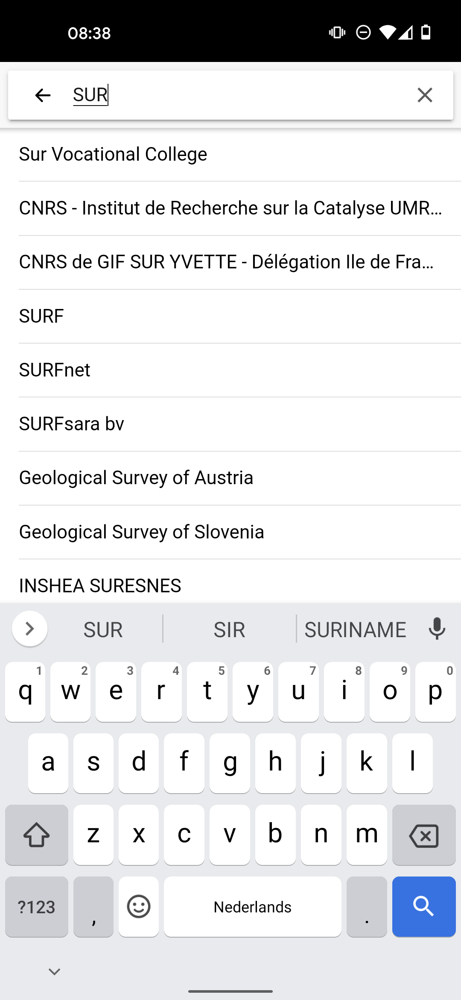 08:38
SUR
Sur Vocational College
CNRS - Institut de Recherche sur la Catalyse UMR...
CNRS de GIF SUR YVETTE - Délégation Ile de Fra...
SURF
SURFnet
SURFsara bv
Geological Survey of Austria
Geological Survey of Slovenia
INSHEA SURESNES
SUR SIR SURINAME
1 2 3 4 5 6 7 8 9 0
q w e r t y u i o p
a s d f g h j k l
z x c v b n m
?123 , Nederlands .